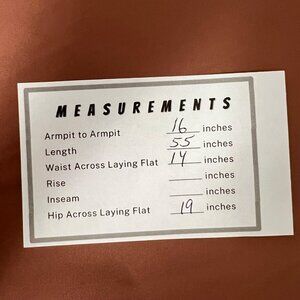 MEASUREMENTS
Armpit to Armpit 16 inches
Length 55 inches
Waist Across Laying Flat 14 inches
Rise inches
Inseam inches
Hip Across Laying Flat 19 inches